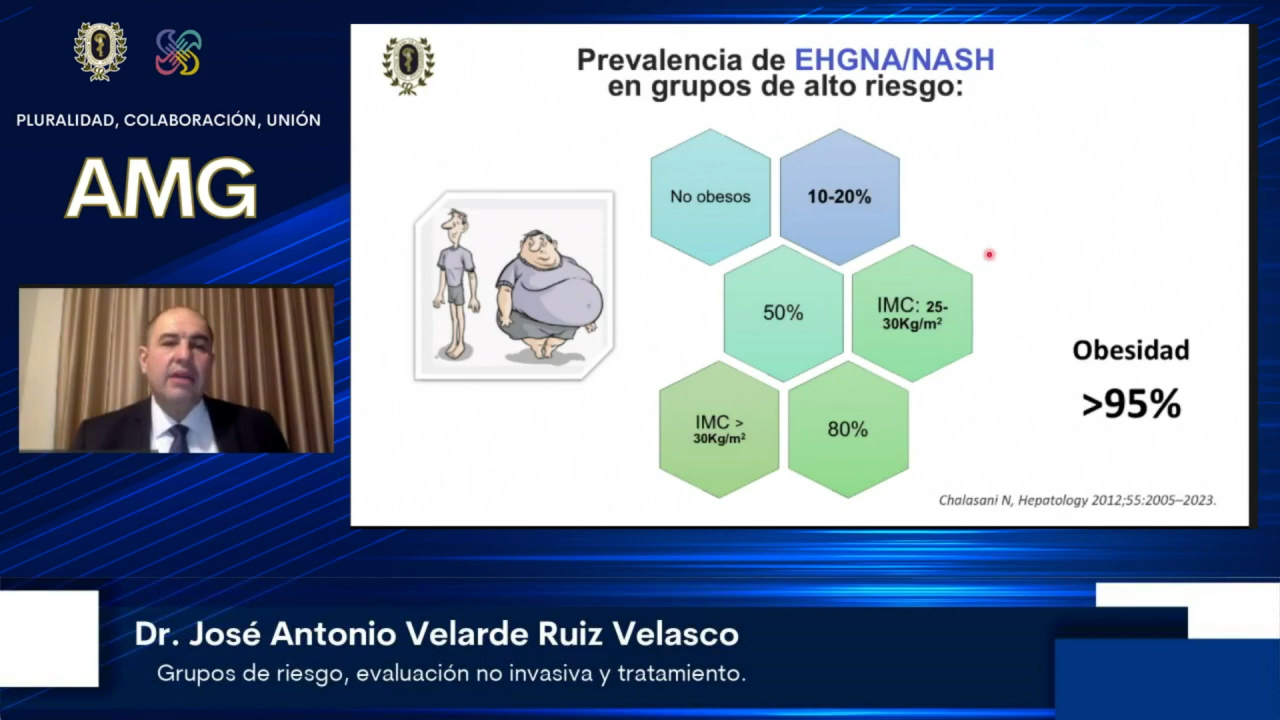 PLURALIDAD, COLABORACIÓN, UNIÓN
AMG
Prevalencia de EHGNA/NASH
en grupos de alto riesgo:
No obesos
10-20%
50%
IMC: 25-
30Kg/m²
IMC >
30Kg/m²
80%
Obesidad
>95%
Chalasani N, Hepatology 2012;55:2005–2023.
Dr. José Antonio Velarde Ruiz Velasco
Grupos de riesgo, evaluación no invasiva y tratamiento.